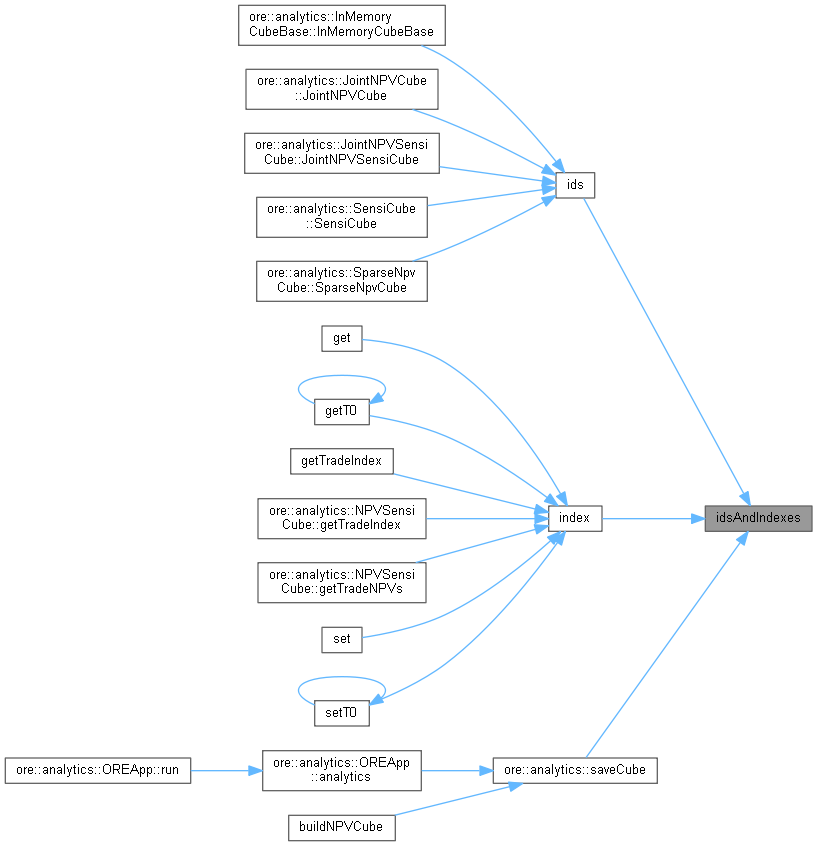 ore::analytics::InMemory
CubeBase::InMemoryCubeBase
ore::analytics::JointNPVCube
::JointNPVCube
ore::analytics::JointNPVSensi
Cube::JointNPVSensiCube
ids
ore::analytics::SensiCube
::SensiCube
ore::analytics::SparseNpv
Cube::SparseNpvCube
get
getT0
getTradeIndex
ore::analytics::NPVSensi
Cube::getTradeIndex
index
idsAndIndexes
ore::analytics::NPVSensi
Cube::getTradeNPVs
set
setT0
ore::analytics::OREApp::run
ore::analytics::OREApp
::analytics
ore::analytics::saveCube
buildNPVCube